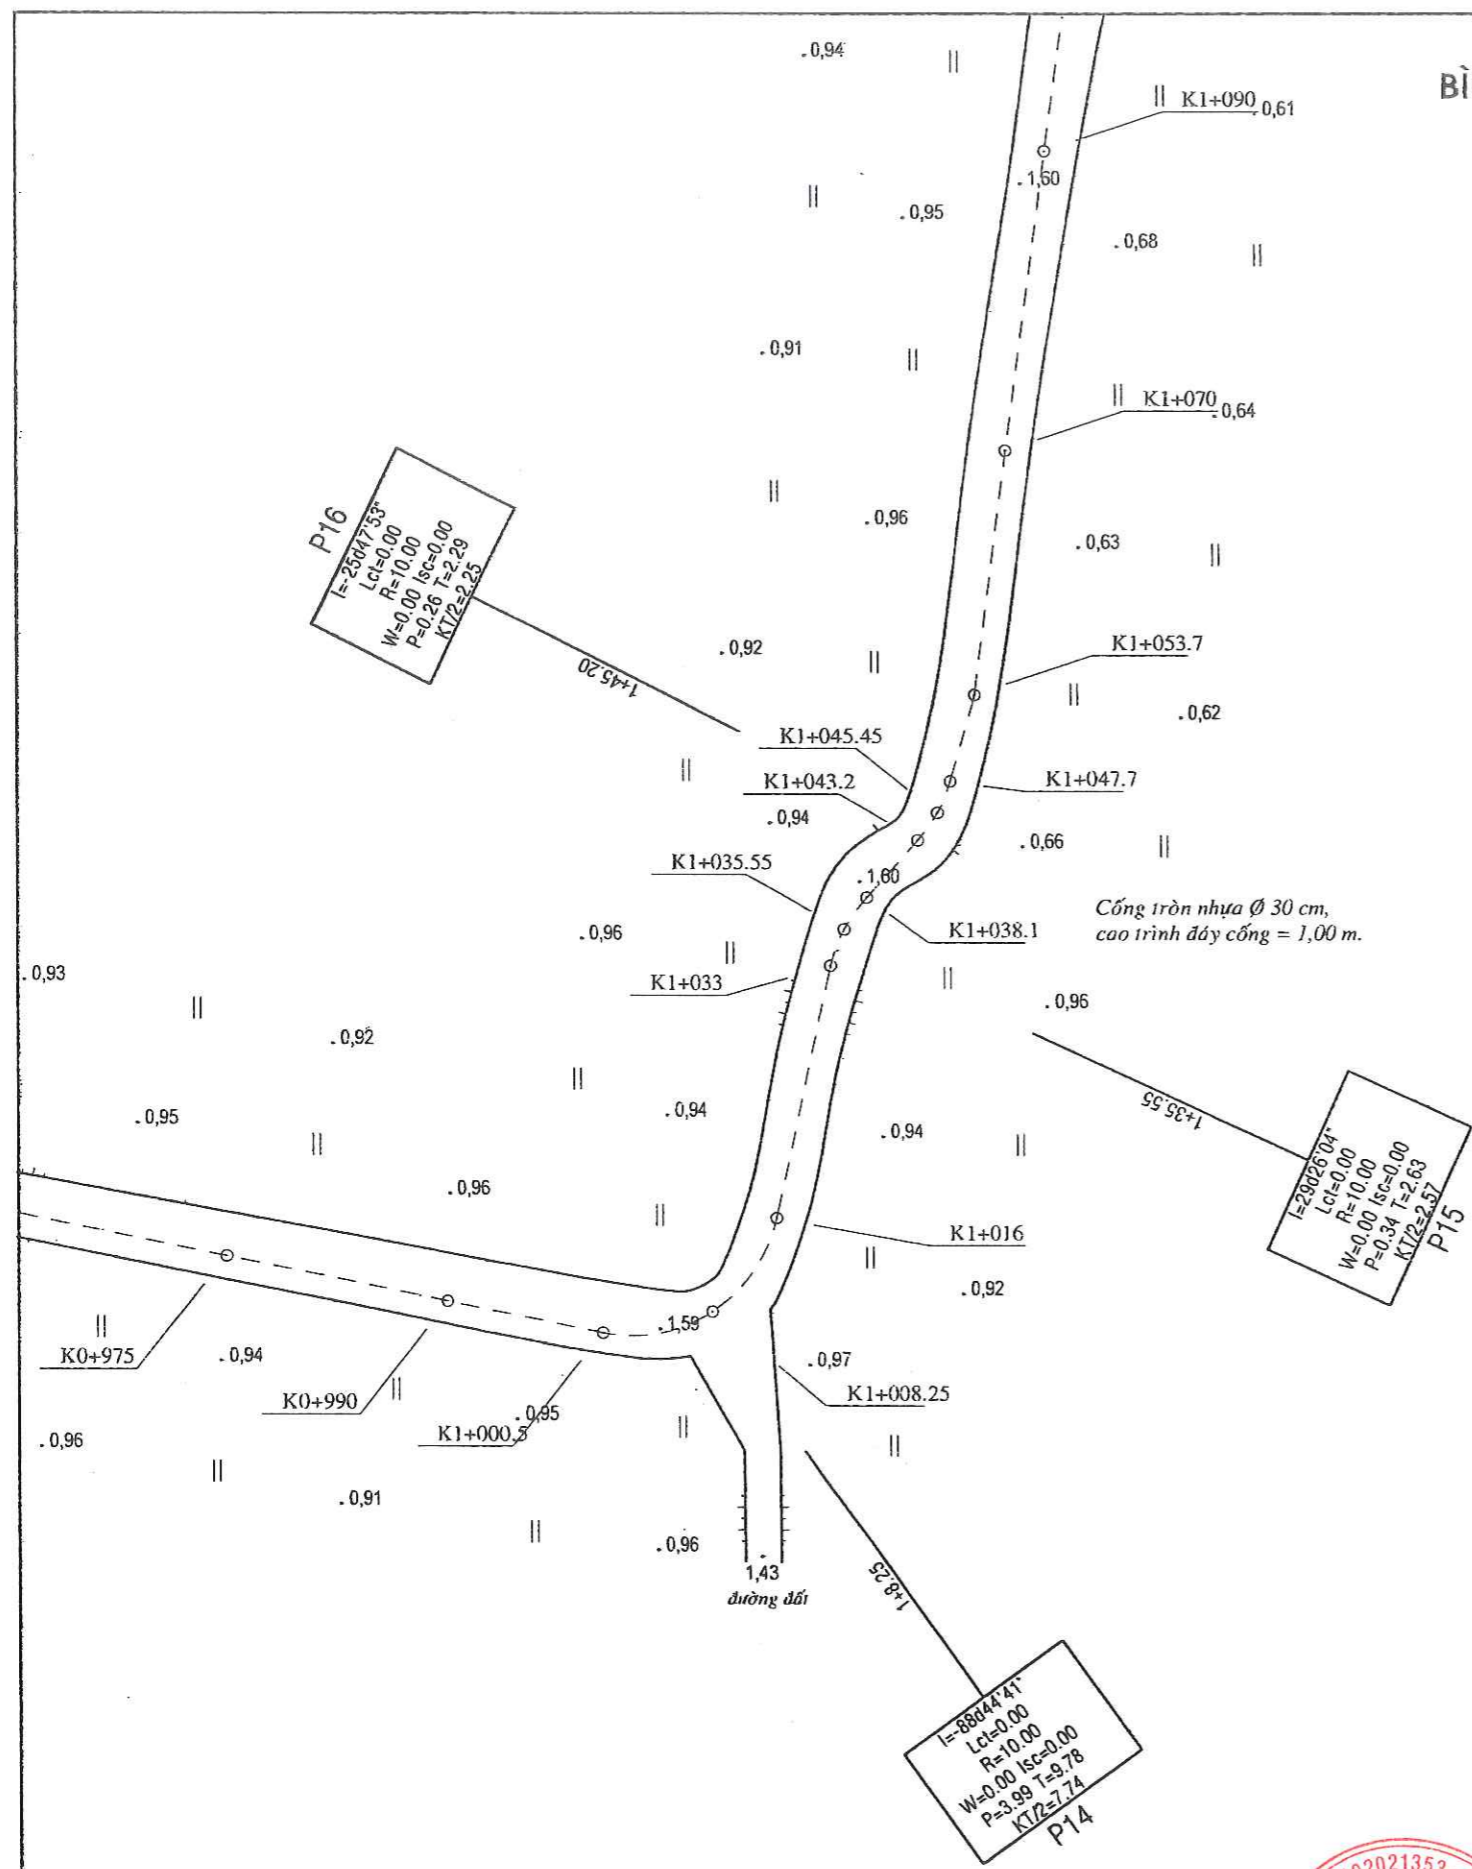 .0,94
BÌ
K1+090
.0,61
.1,60
.0,95
.0,68
.0,91
K1+070
.0,64
P16
I=-25d47'53"
Lct=0.00
R=10.00
W=0.00 Isc=0.00
P=0.26 T=2.29
KT/2=2.25
.0,96
.0,63
1+45.20
.0,92
K1+053.7
.0,62
K1+045.45
K1+043.2
K1+047.7
.0,94
.0,66
K1+035.55
.1,60
Cống tròn nhựa Ø 30 cm,
cao trình đáy cống = 1,00 m.
.0,96
K1+038.1
.0,93
K1+033
.0,96
.0,92
1+35.55
.0,95
.0,94
.0,94
I=29d26'04"
Lct=0.00
R=10.00
W=0.00 Isc=0.00
P=0.34 T=2.63
KT/2=2.57
P15
.0,96
K1+016
.0,92
.1,59
K0+975
.0,94
.0,97
K0+990
K1+008.25
.0,95
K1+000.5
.0,96
.0,91
.0,96
1,43
đường đất
1+8.25
I=-88d44'41"
Lct=0.00
R=10.00
W=0.00 Isc=0.00
P=3.99 T=9.78
KT/2=7.74
P14
02021353